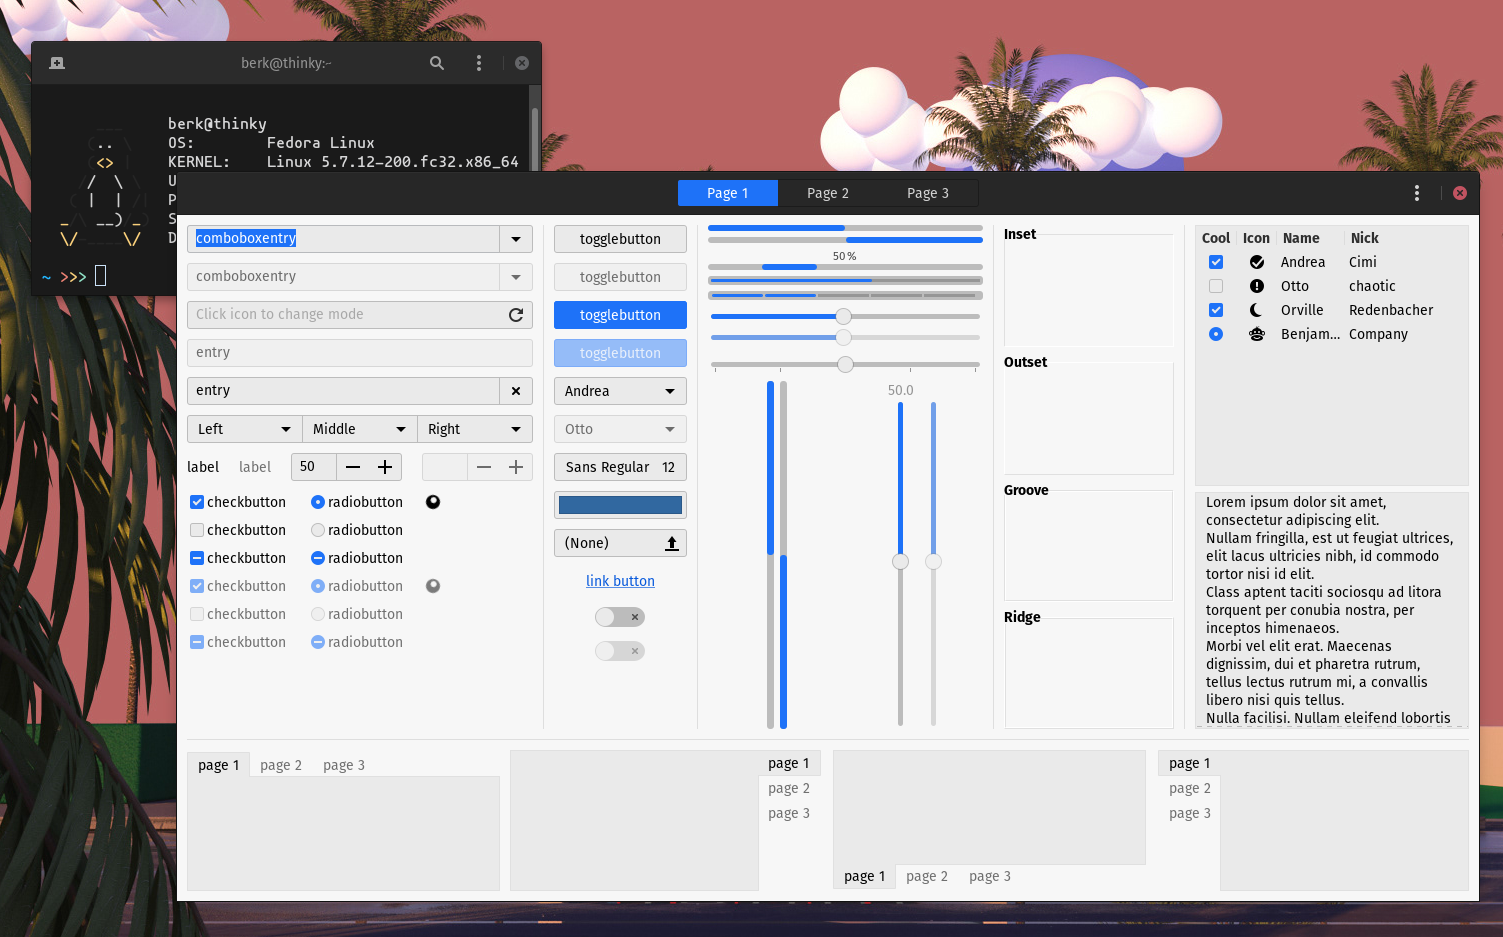 berk@thinky:~
berk@thinky
OS: Fedora Linux
KERNEL: Linux 5.7.12-200.fc32.x86_64
U
P
S
D
~ >>>
Page 1 Page 2 Page 3
comboboxentry
comboboxentry
Click icon to change mode
entry
entry
Left Middle Right
label label 50
checkbutton radiobutton
checkbutton radiobutton
checkbutton radiobutton
checkbutton radiobutton
checkbutton radiobutton
checkbutton radiobutton
togglebutton
togglebutton
togglebutton
togglebutton
Andrea
Otto
Sans Regular 12
(None)
link button
50 %
50.0
Inset
Outset
Groove
Ridge
Cool Icon Name Nick
Andrea Cimi
Otto chaotic
Orville Redenbacher
Benjam... Company
Lorem ipsum dolor sit amet,
consectetur adipiscing elit.
Nullam fringilla, est ut feugiat ultrices,
elit lacus ultricies nibh, id commodo
tortor nisi id elit.
Class aptent taciti sociosqu ad litora
torquent per conubia nostra, per
inceptos himenaeos.
Morbi vel elit erat. Maecenas
dignissim, dui et pharetra rutrum,
tellus lectus rutrum mi, a convallis
libero nisi quis tellus.
Nulla facilisi. Nullam eleifend lobortis
page 1 page 2 page 3
page 1
page 2
page 3
page 1 page 2 page 3
page 1
page 2
page 3